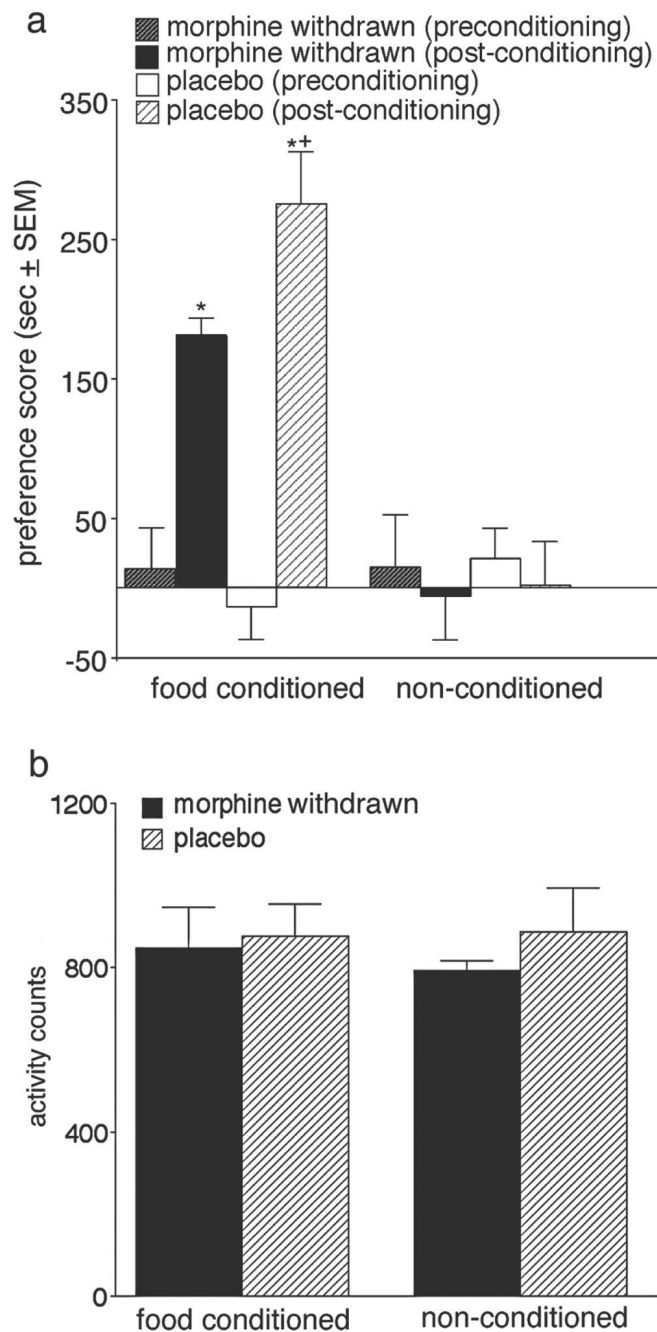 a
morphine withdrawn (preconditioning)
morphine withdrawn (post-conditioning)
placebo (preconditioning)
placebo (post-conditioning)
350
250
150
50
-50
preference score (sec ± SEM)
*
*+
food conditioned non-conditioned
b
morphine withdrawn
placebo
1200
800
400
0
activity counts
food conditioned non-conditioned